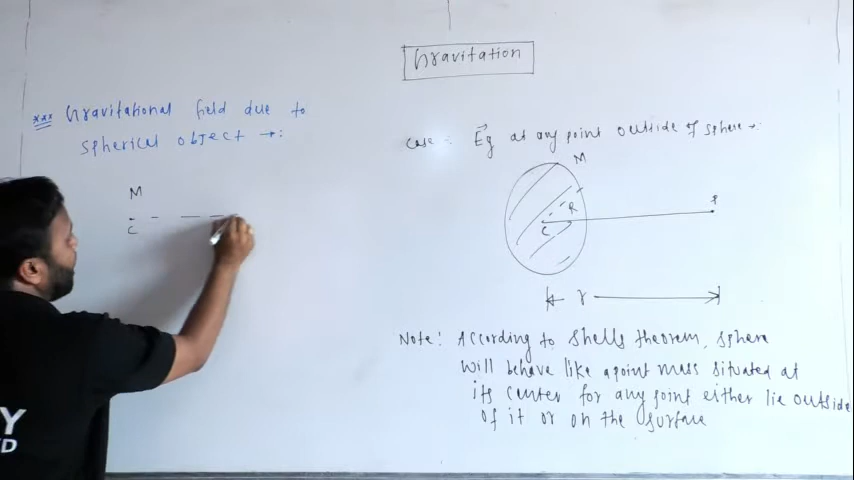 Gravitation
*** Gravitational field due to
spherical object →:
M
C
case :- Eg at any point outside of sphere →:
M
R
C
P
r
Note: According to shells theorem, sphere
will behave like a point mass situated at
its center for any point either lie outside
of it or on the surface
Y
D